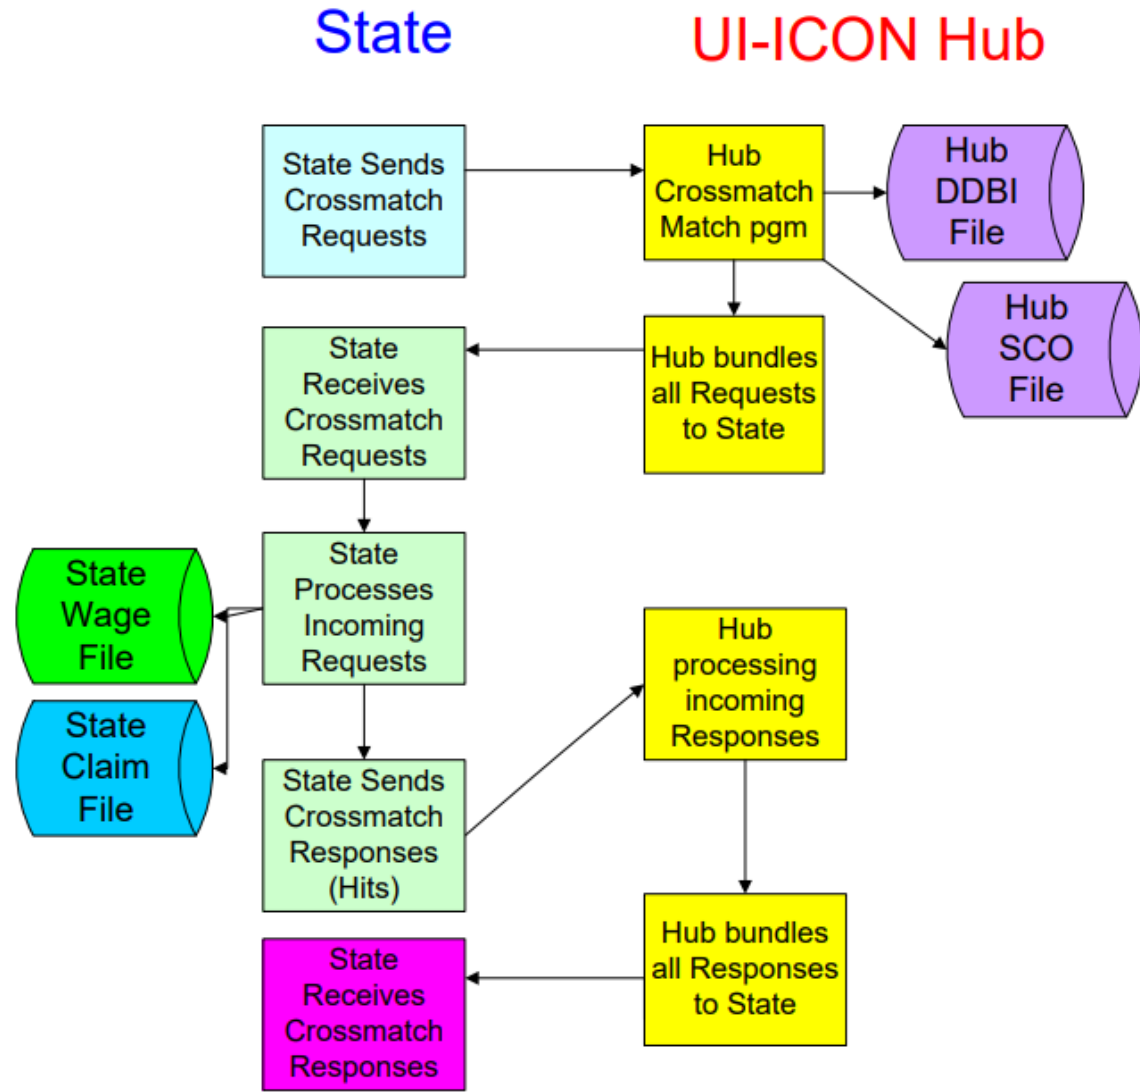 State
UI-ICON Hub
State Sends
Crossmatch
Requests
Hub
Crossmatch
Match pgm
Hub
DDBI
File
Hub
SCO
File
State
Receives
Crossmatch
Requests
Hub bundles
all Requests
to State
State
Processes
Incoming
Requests
State
Wage
File
State
Claim
File
Hub
processing
incoming
Responses
State Sends
Crossmatch
Responses
(Hits)
Hub bundles
all Responses
to State
State
Receives
Crossmatch
Responses